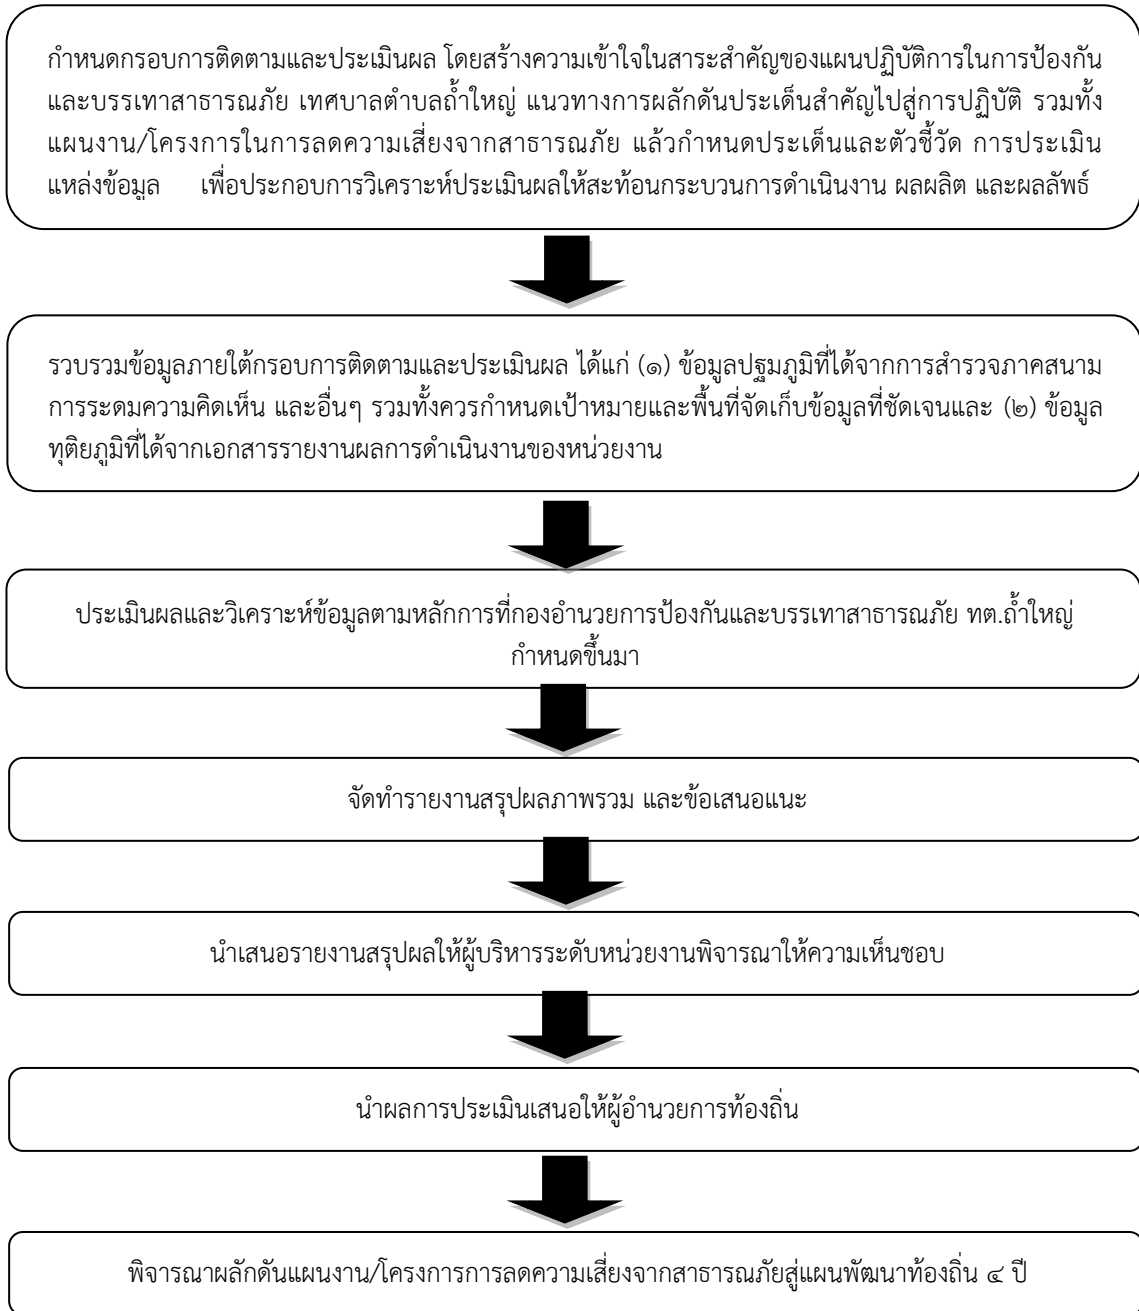 กำหนดกรอบการติดตามและประเมินผล โดยสร้างความเข้าใจในสาระสำคัญของแผนปฏิบัติการในการป้องกัน
และบรรเทาสาธารณภัย เทศบาลตำบลถ้ำใหญ่ แนวทางการผลักดันประเด็นสำคัญไปสู่การปฏิบัติ รวมทั้ง
แผนงาน/โครงการในการลดความเสี่ยงจากสาธารณภัย แล้วกำหนดประเด็นและตัวชี้วัด การประเมิน
แหล่งข้อมูล เพื่อประกอบการวิเคราะห์ประเมินผลให้สะท้อนกระบวนการดำเนินงาน ผลผลิต และผลลัพธ์
รวบรวมข้อมูลภายใต้กรอบการติดตามและประเมินผล ได้แก่ (๑) ข้อมูลปฐมภูมิที่ได้จากการสำรวจภาคสนาม
การระดมความคิดเห็น และอื่นๆ รวมทั้งควรกำหนดเป้าหมายและพื้นที่จัดเก็บข้อมูลที่ชัดเจนและ (๒) ข้อมูล
ทุติยภูมิที่ได้จากเอกสารรายงานผลการดำเนินงานของหน่วยงาน
ประเมินผลและวิเคราะห์ข้อมูลตามหลักการที่กองอำนวยการป้องกันและบรรเทาสาธารณภัย ทต.ถ้ำใหญ่
กำหนดขึ้นมา
จัดทำรายงานสรุปผลภาพรวม และข้อเสนอแนะ
นำเสนอรายงานสรุปผลให้ผู้บริหารระดับหน่วยงานพิจารณาให้ความเห็นชอบ
นำผลการประเมินเสนอให้ผู้อำนวยการท้องถิ่น
พิจารณาผลักดันแผนงาน/โครงการการลดความเสี่ยงจากสาธารณภัยสู่แผนพัฒนาท้องถิ่น ๔ ปี